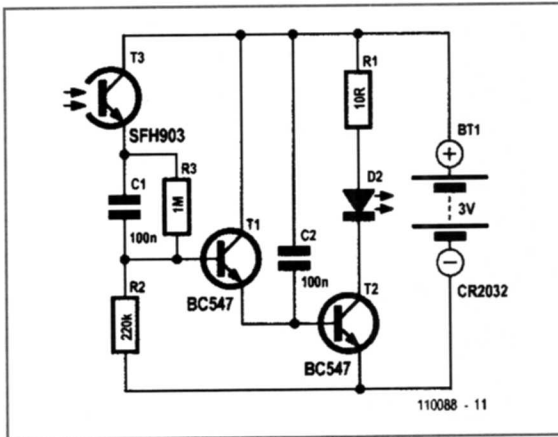 T3
R1
10R
BT1
SFH903
+
R3
C1
1M
D2
T1
3V
100n
C2
R2
100n
T2
−
220k
BC547
CR2032
BC547
110088 - 11